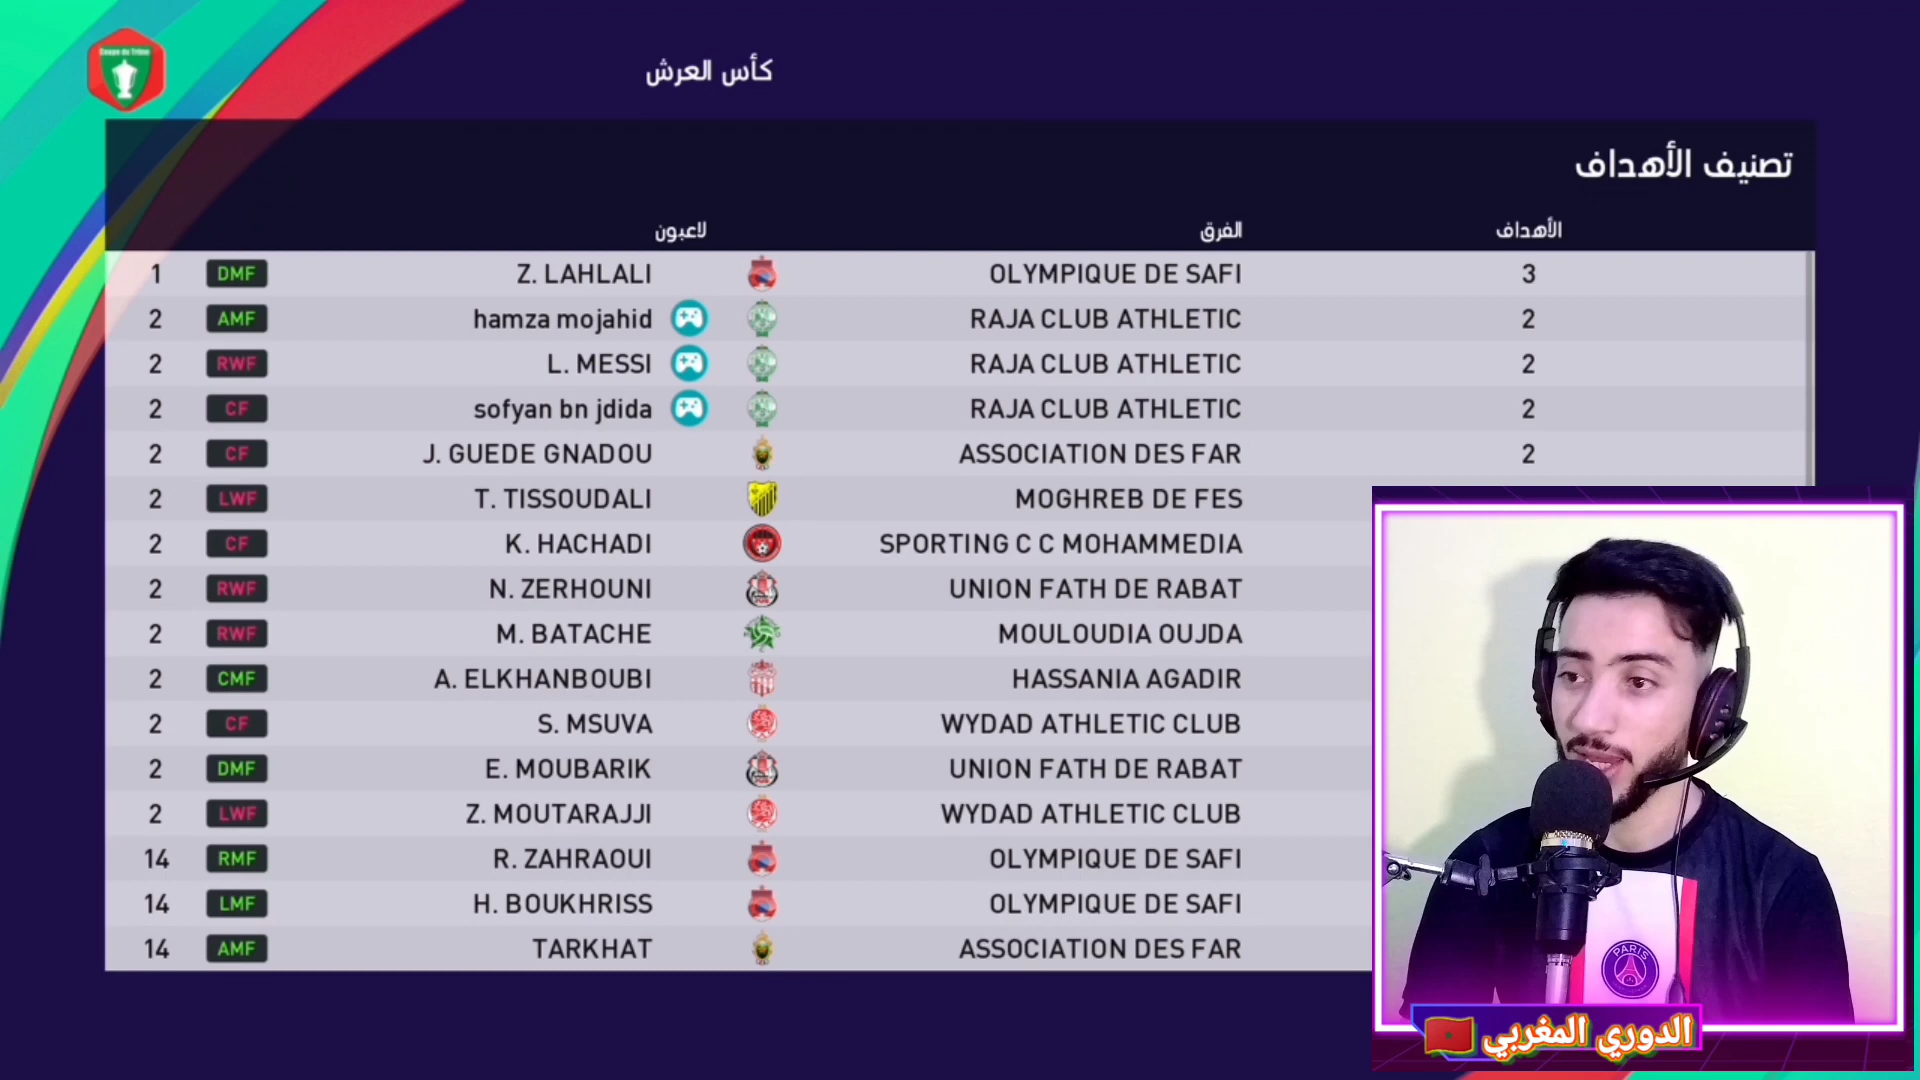 Coupe du Trône
كأس العرش
تصنيف الأهداف
لاعبون الفرق الأهداف
1 DMF Z. LAHLALI OLYMPIQUE DE SAFI 3
2 AMF hamza mojahid RAJA CLUB ATHLETIC 2
2 RWF L. MESSI RAJA CLUB ATHLETIC 2
2 CF sofyan bn jdida RAJA CLUB ATHLETIC 2
2 CF J. GUEDE GNADOU ASSOCIATION DES FAR 2
2 LWF T. TISSOUDALI MOGHREB DE FES
2 CF K. HACHADI SPORTING C C MOHAMMEDIA
2 RWF N. ZERHOUNI UNION FATH DE RABAT
2 RWF M. BATACHE MOULOUDIA OUJDA
2 CMF A. ELKHANBOUBI HASSANIA AGADIR
2 CF S. MSUVA WYDAD ATHLETIC CLUB
2 DMF E. MOUBARIK UNION FATH DE RABAT
2 LWF Z. MOUTARAJJI WYDAD ATHLETIC CLUB
14 RMF R. ZAHRAOUI OLYMPIQUE DE SAFI
14 LMF H. BOUKHRISS OLYMPIQUE DE SAFI
14 AMF TARKHAT ASSOCIATION DES FAR
PARIS
الدوري المغربي